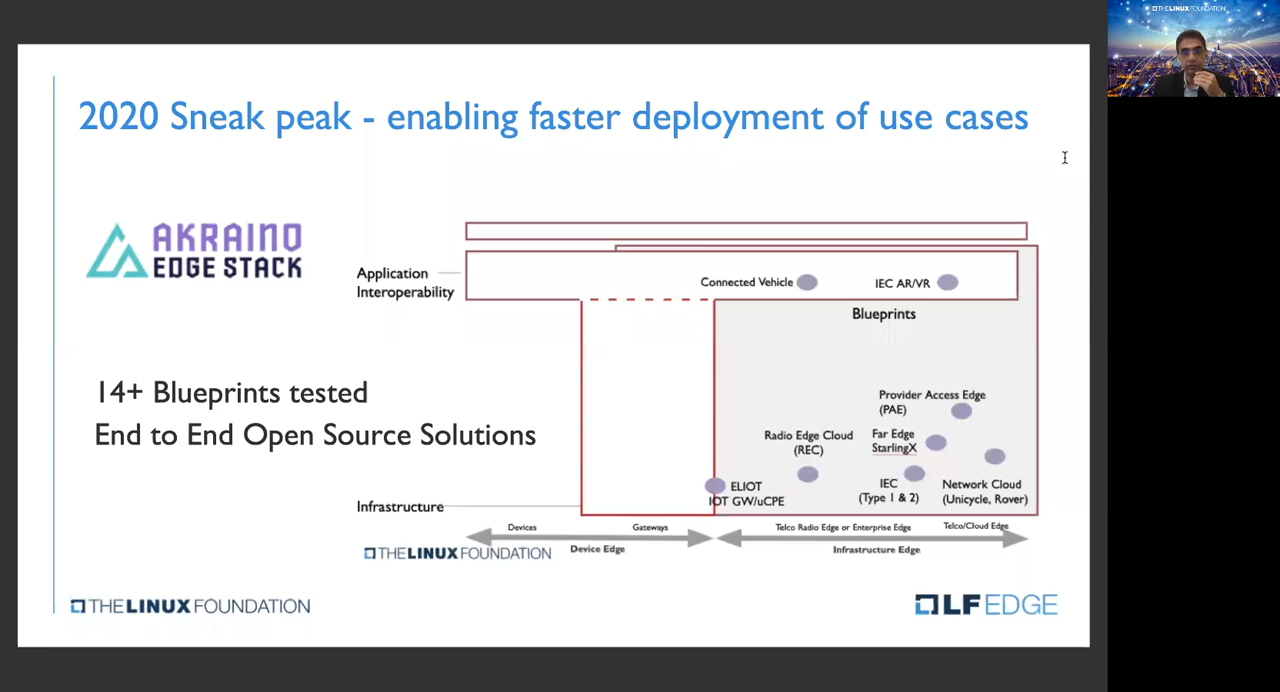 THE LINUX FOUNDATION
2020 Sneak peak - enabling faster deployment of use cases
AKRAINO
EDGE STACK
Application
Interoperability
Connected Vehicle
IEC AR/VR
Blueprints
14+ Blueprints tested
End to End Open Source Solutions
Provider Access Edge
(PAE)
Radio Edge Cloud
(REC)
Far Edge
StarlingX
ELIOT
IOT GW/uCPE
IEC
(Type 1 & 2)
Network Cloud
(Unicycle, Rover)
Infrastructure
Devices
Gateways
Telco Radio Edge or Enterprise Edge
Telco/Cloud Edge
Device Edge
Infrastructure Edge
THE LINUX FOUNDATION
THE LINUX FOUNDATION
LF EDGE